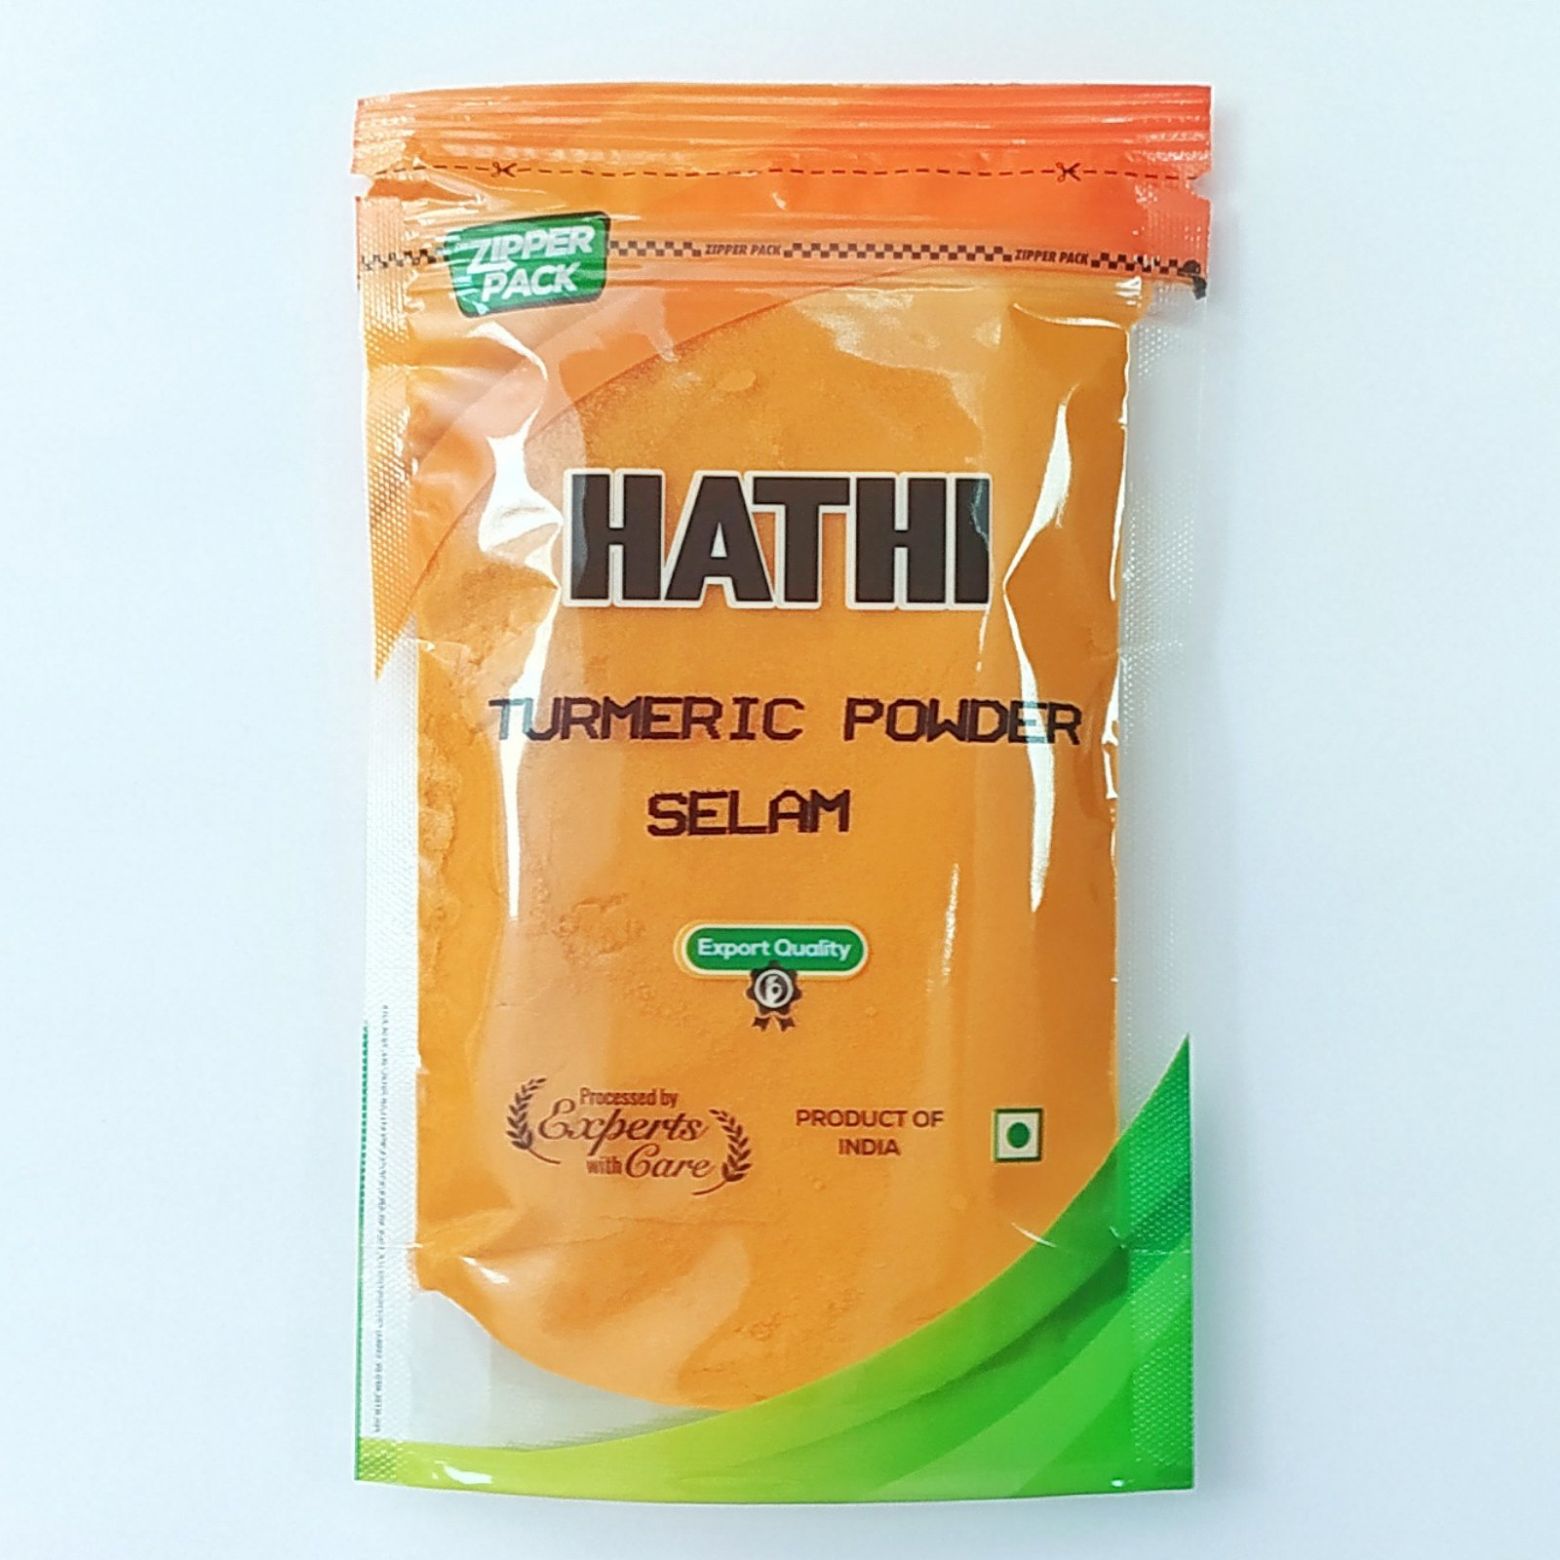 ZIPPER
PACK
ZIPPER PACK
ZIPPER PACK
HATHI
TURMERIC POWDER
SELAM
Export Quality
Processed by
Experts
with Care
PRODUCT OF
INDIA